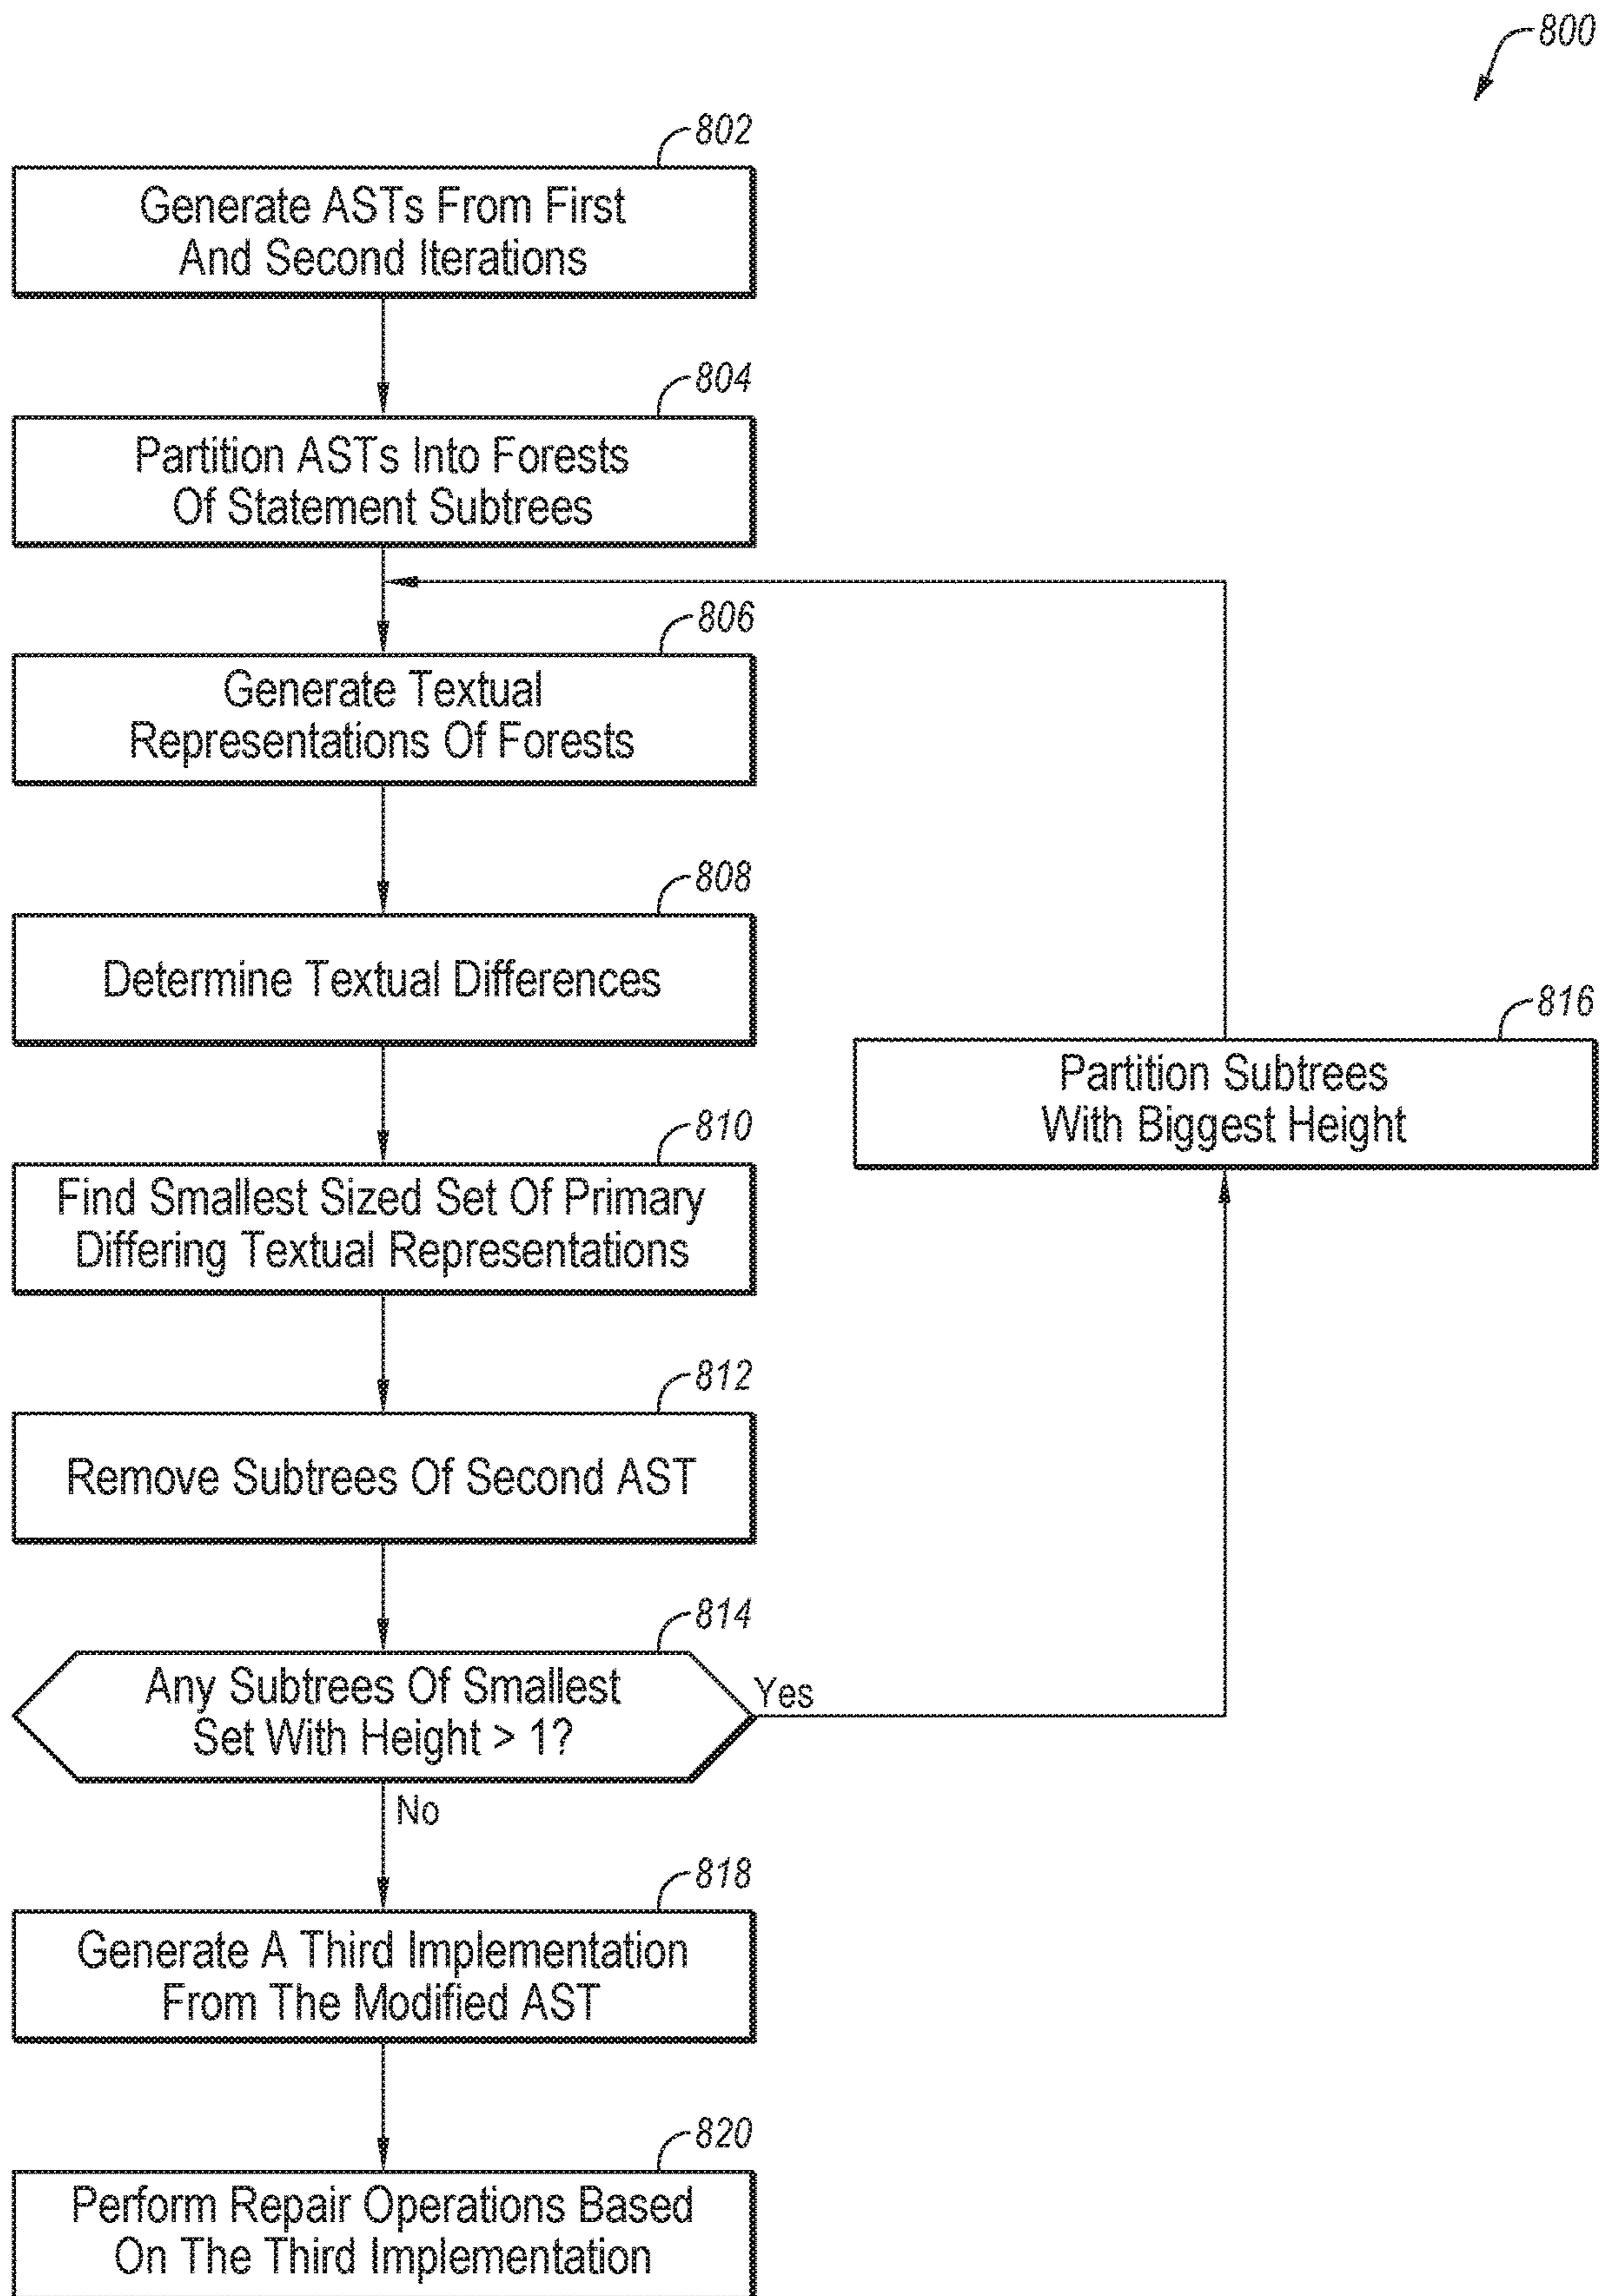 800
802
Generate ASTs From First
And Second Iterations
804
Partition ASTs Into Forests
Of Statement Subtrees
806
Generate Textual
Representations Of Forests
808
Determine Textual Differences
816
Partition Subtrees
With Biggest Height
810
Find Smallest Sized Set Of Primary
Differing Textual Representations
812
Remove Subtrees Of Second AST
814
Any Subtrees Of Smallest
Set With Height > 1?
Yes
No
818
Generate A Third Implementation
From The Modified AST
820
Perform Repair Operations Based
On The Third Implementation